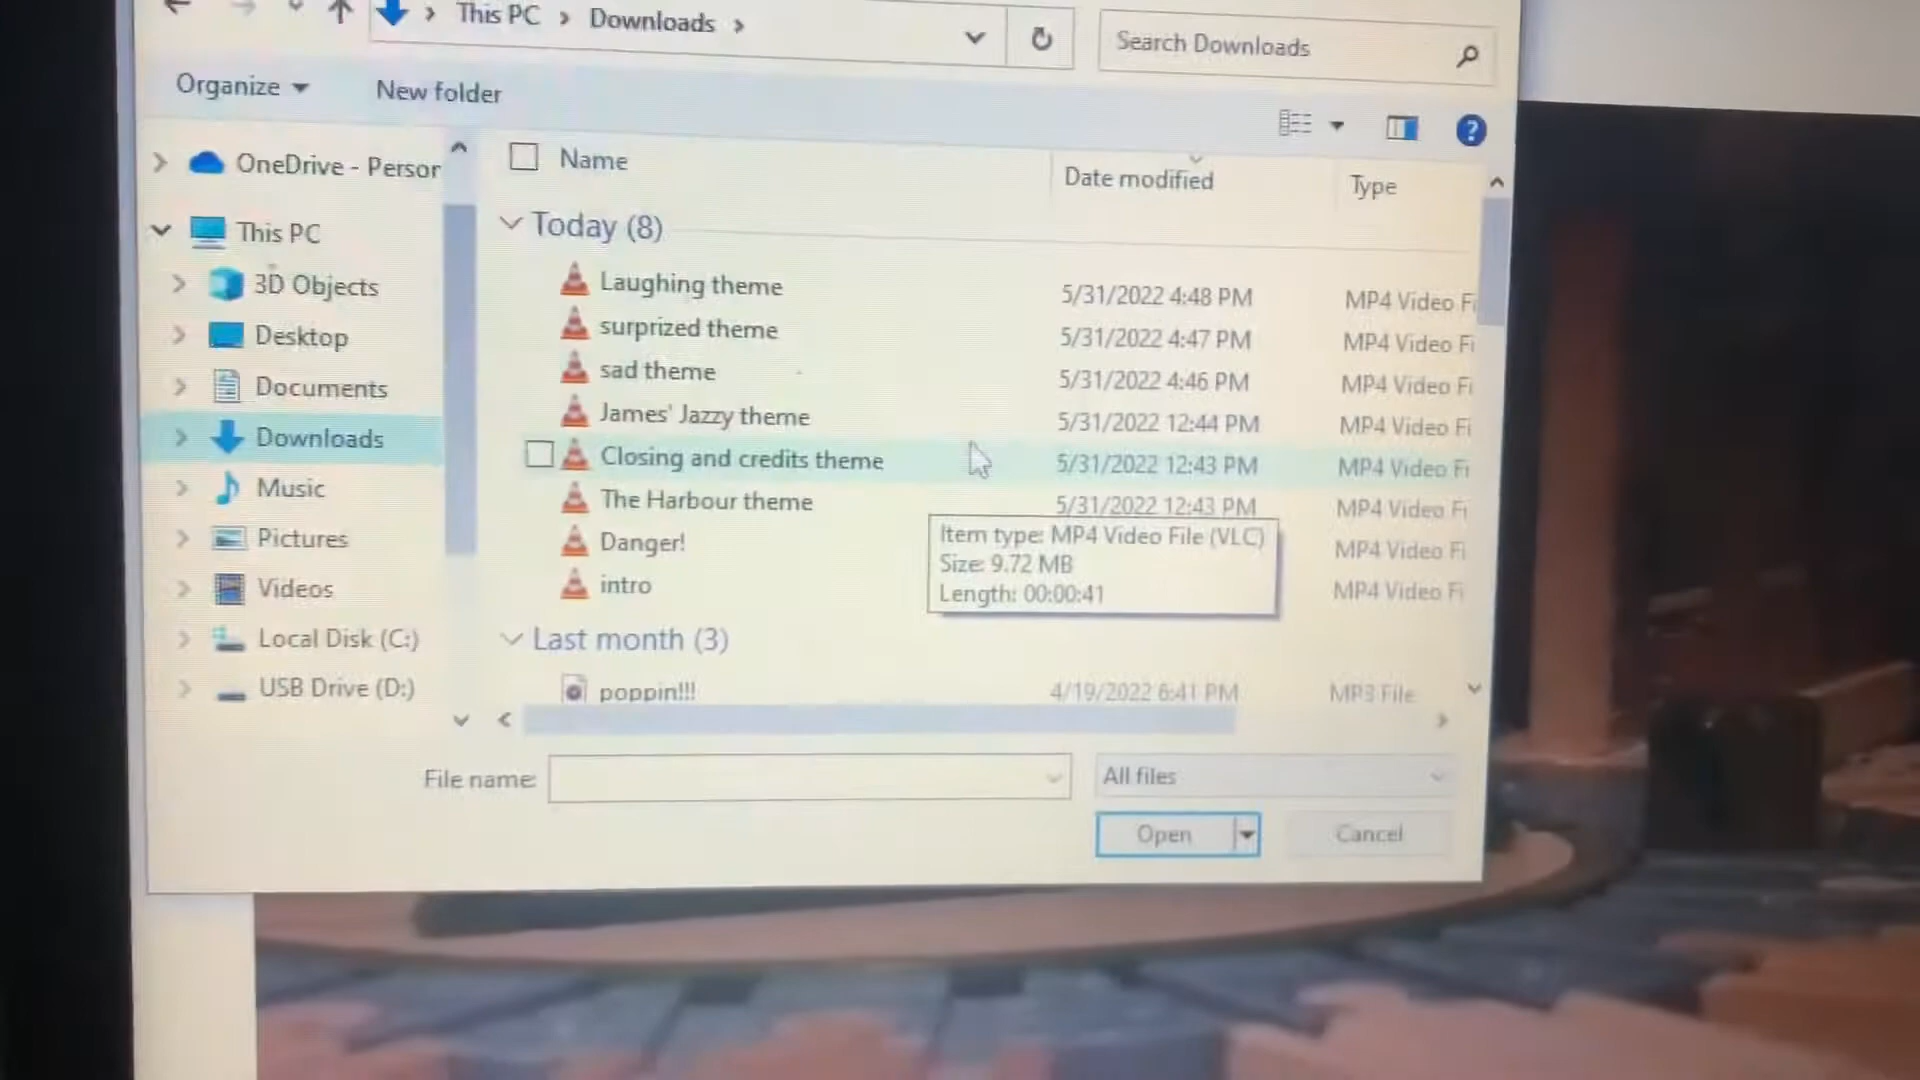 This PC > Downloads >
Search Downloads
Organize
New folder
?
OneDrive - Person
This PC
3D Objects
Desktop
Documents
Downloads
Music
Pictures
Videos
Local Disk (C:)
USB Drive (D:)
Name Date modified Type
Today (8)
Laughing theme 5/31/2022 4:48 PM MP4 Video Fi
surprized theme 5/31/2022 4:47 PM MP4 Video Fi
sad theme 5/31/2022 4:46 PM MP4 Video Fi
James' Jazzy theme 5/31/2022 12:44 PM MP4 Video Fi
Closing and credits theme 5/31/2022 12:43 PM MP4 Video Fi
The Harbour theme 5/31/2022 12:43 PM MP4 Video Fi
Danger! MP4 Video Fi
intro MP4 Video Fi
Item type: MP4 Video File (VLC)
Size: 9.72 MB
Length: 00:00:41
Last month (3)
poppin!!! 4/19/2022 6:41 PM MP3 File
File name:
All files
Open
Cancel